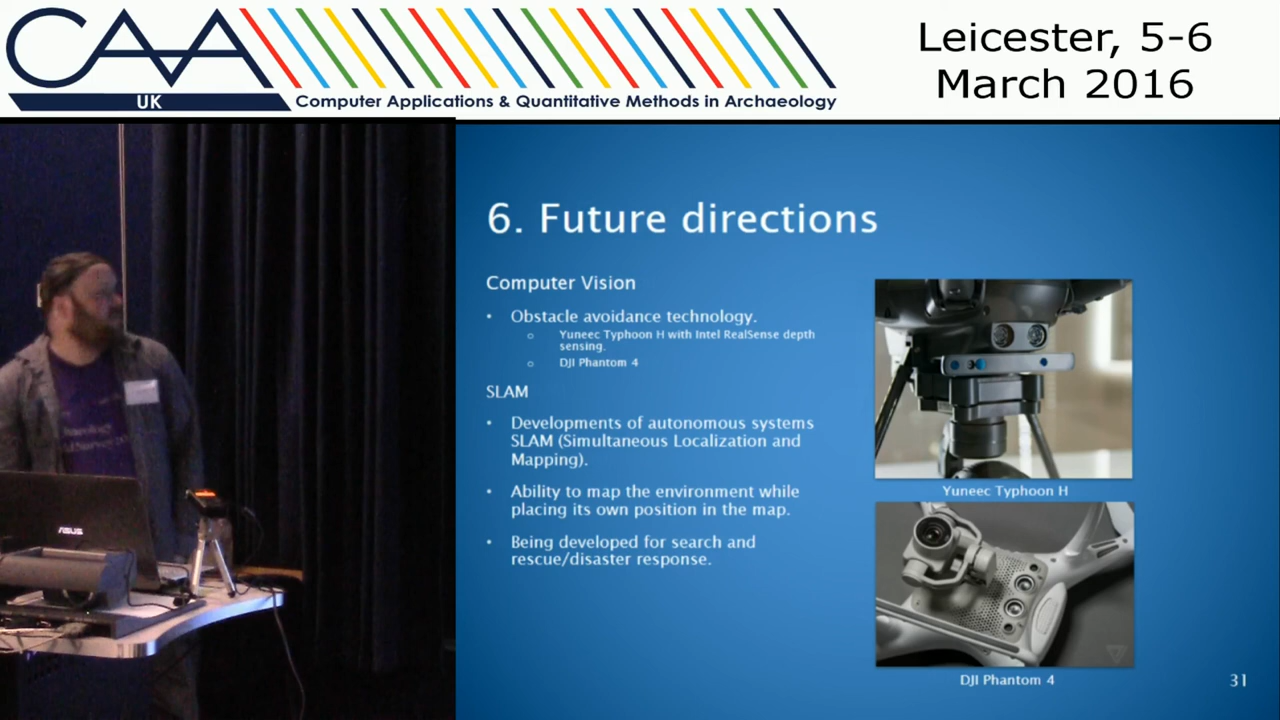 CAA
UK
Computer Applications & Quantitative Methods in Archaeology
Leicester, 5-6
March 2016
6. Future directions
Computer Vision
• Obstacle avoidance technology.
o Yuneec Typhoon H with Intel RealSense depth
sensing.
o DJI Phantom 4
SLAM
• Developments of autonomous systems
SLAM (Simultaneous Localization and
Mapping).
• Ability to map the environment while
placing its own position in the map.
• Being developed for search and
rescue/disaster response.
Yuneec Typhoon H
DJI Phantom 4
31
ASUS